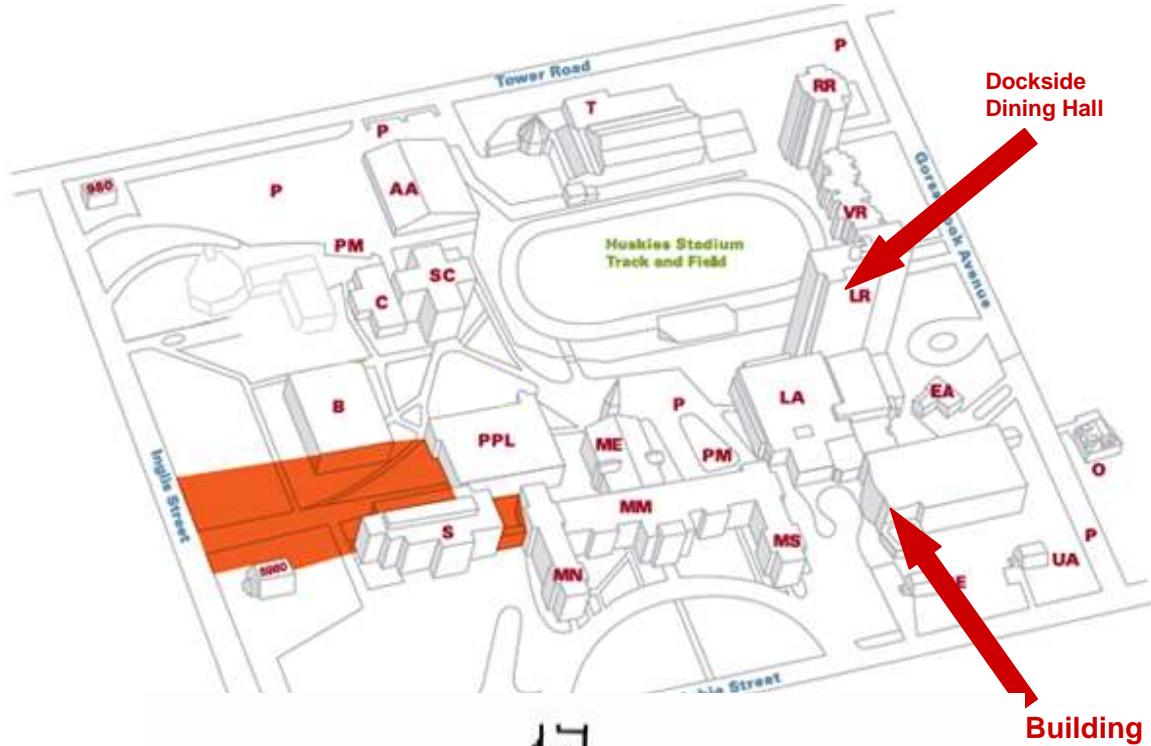 Tower Road
P
RR
Dockside
Dining Hall
T
P
980
P
AA
Gorsebrook Avenue
PM
VR
Huskies Stadium
Track and Field
SC
C
LR
B
P
LA
EA
PPL
ME
PM
O
Inglis Street
MM
S
MS
P
UA
5980
MN
E
Street
Building